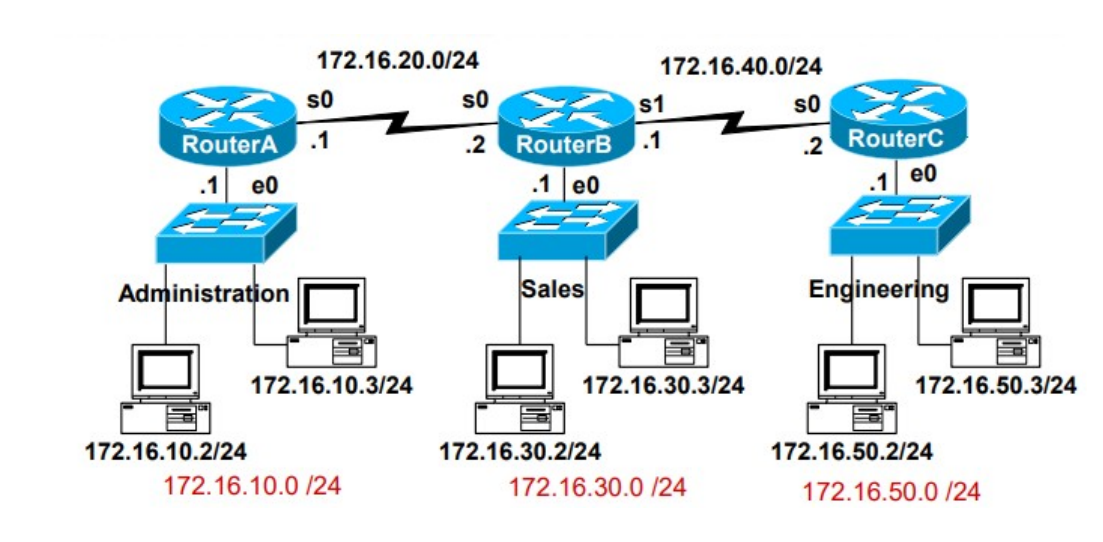 172.16.20.0/24
172.16.40.0/24
s0
s0
s1
s0
RouterA
.1
.2
RouterB
.1
.2
RouterC
.1
e0
.1
e0
.1
e0
Administration
Sales
Engineering
172.16.10.3/24
172.16.30.3/24
172.16.50.3/24
172.16.10.2/24
172.16.30.2/24
172.16.50.2/24
172.16.10.0 /24
172.16.30.0 /24
172.16.50.0 /24